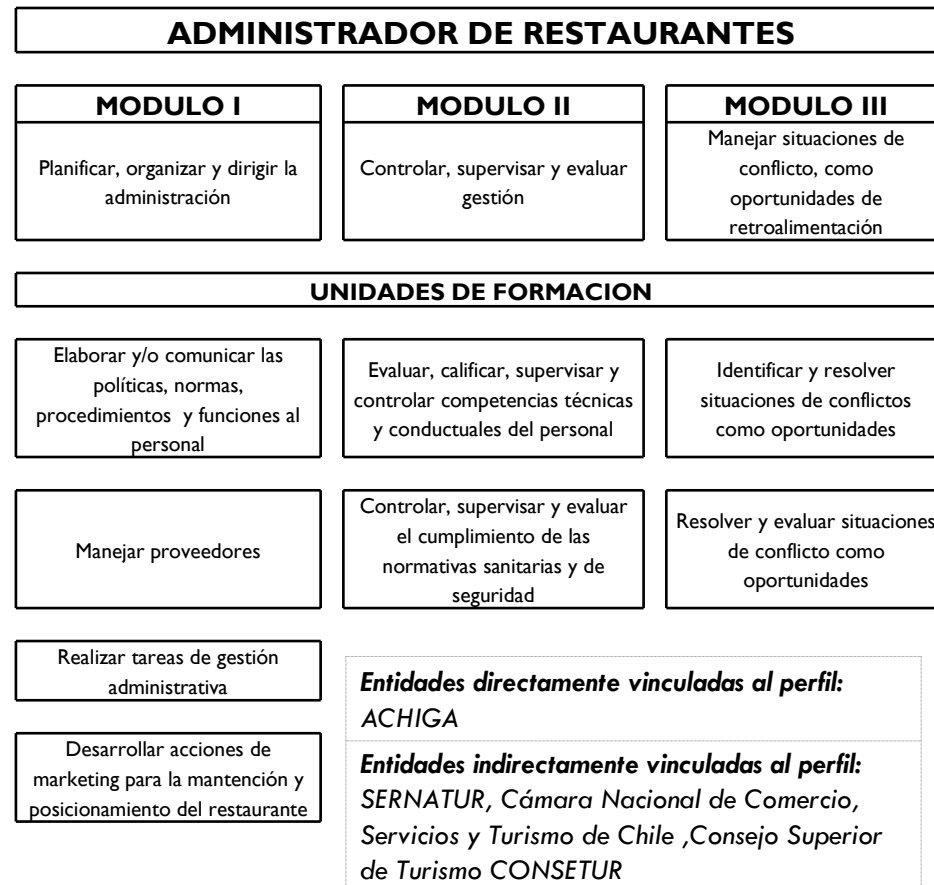 ADMINISTRADOR DE RESTAURANTES
MODULO I
Planificar, organizar y dirigir la
administración
MODULO II
Controlar, supervisar y evaluar
gestión
MODULO III
Manejar situaciones de
conflicto, como
oportunidades de
retroalimentación
UNIDADES DE FORMACION
Elaborar y/o comunicar las
políticas, normas,
procedimientos y funciones al
personal
Evaluar, calificar, supervisar y
controlar competencias técnicas
y conductuales del personal
Identificar y resolver
situaciones de conflictos
como oportunidades
Manejar proveedores
Controlar, supervisar y evaluar
el cumplimiento de las
normativas sanitarias y de
seguridad
Resolver y evaluar situaciones
de conflicto como
oportunidades
Realizar tareas de gestión
administrativa
Desarrollar acciones de
marketing para la mantención y
posicionamiento del restaurante
Entidades directamente vinculadas al perfil:
ACHIGA
Entidades indirectamente vinculadas al perfil:
SERNATUR, Cámara Nacional de Comercio,
Servicios y Turismo de Chile ,Consejo Superior
de Turismo CONSETUR